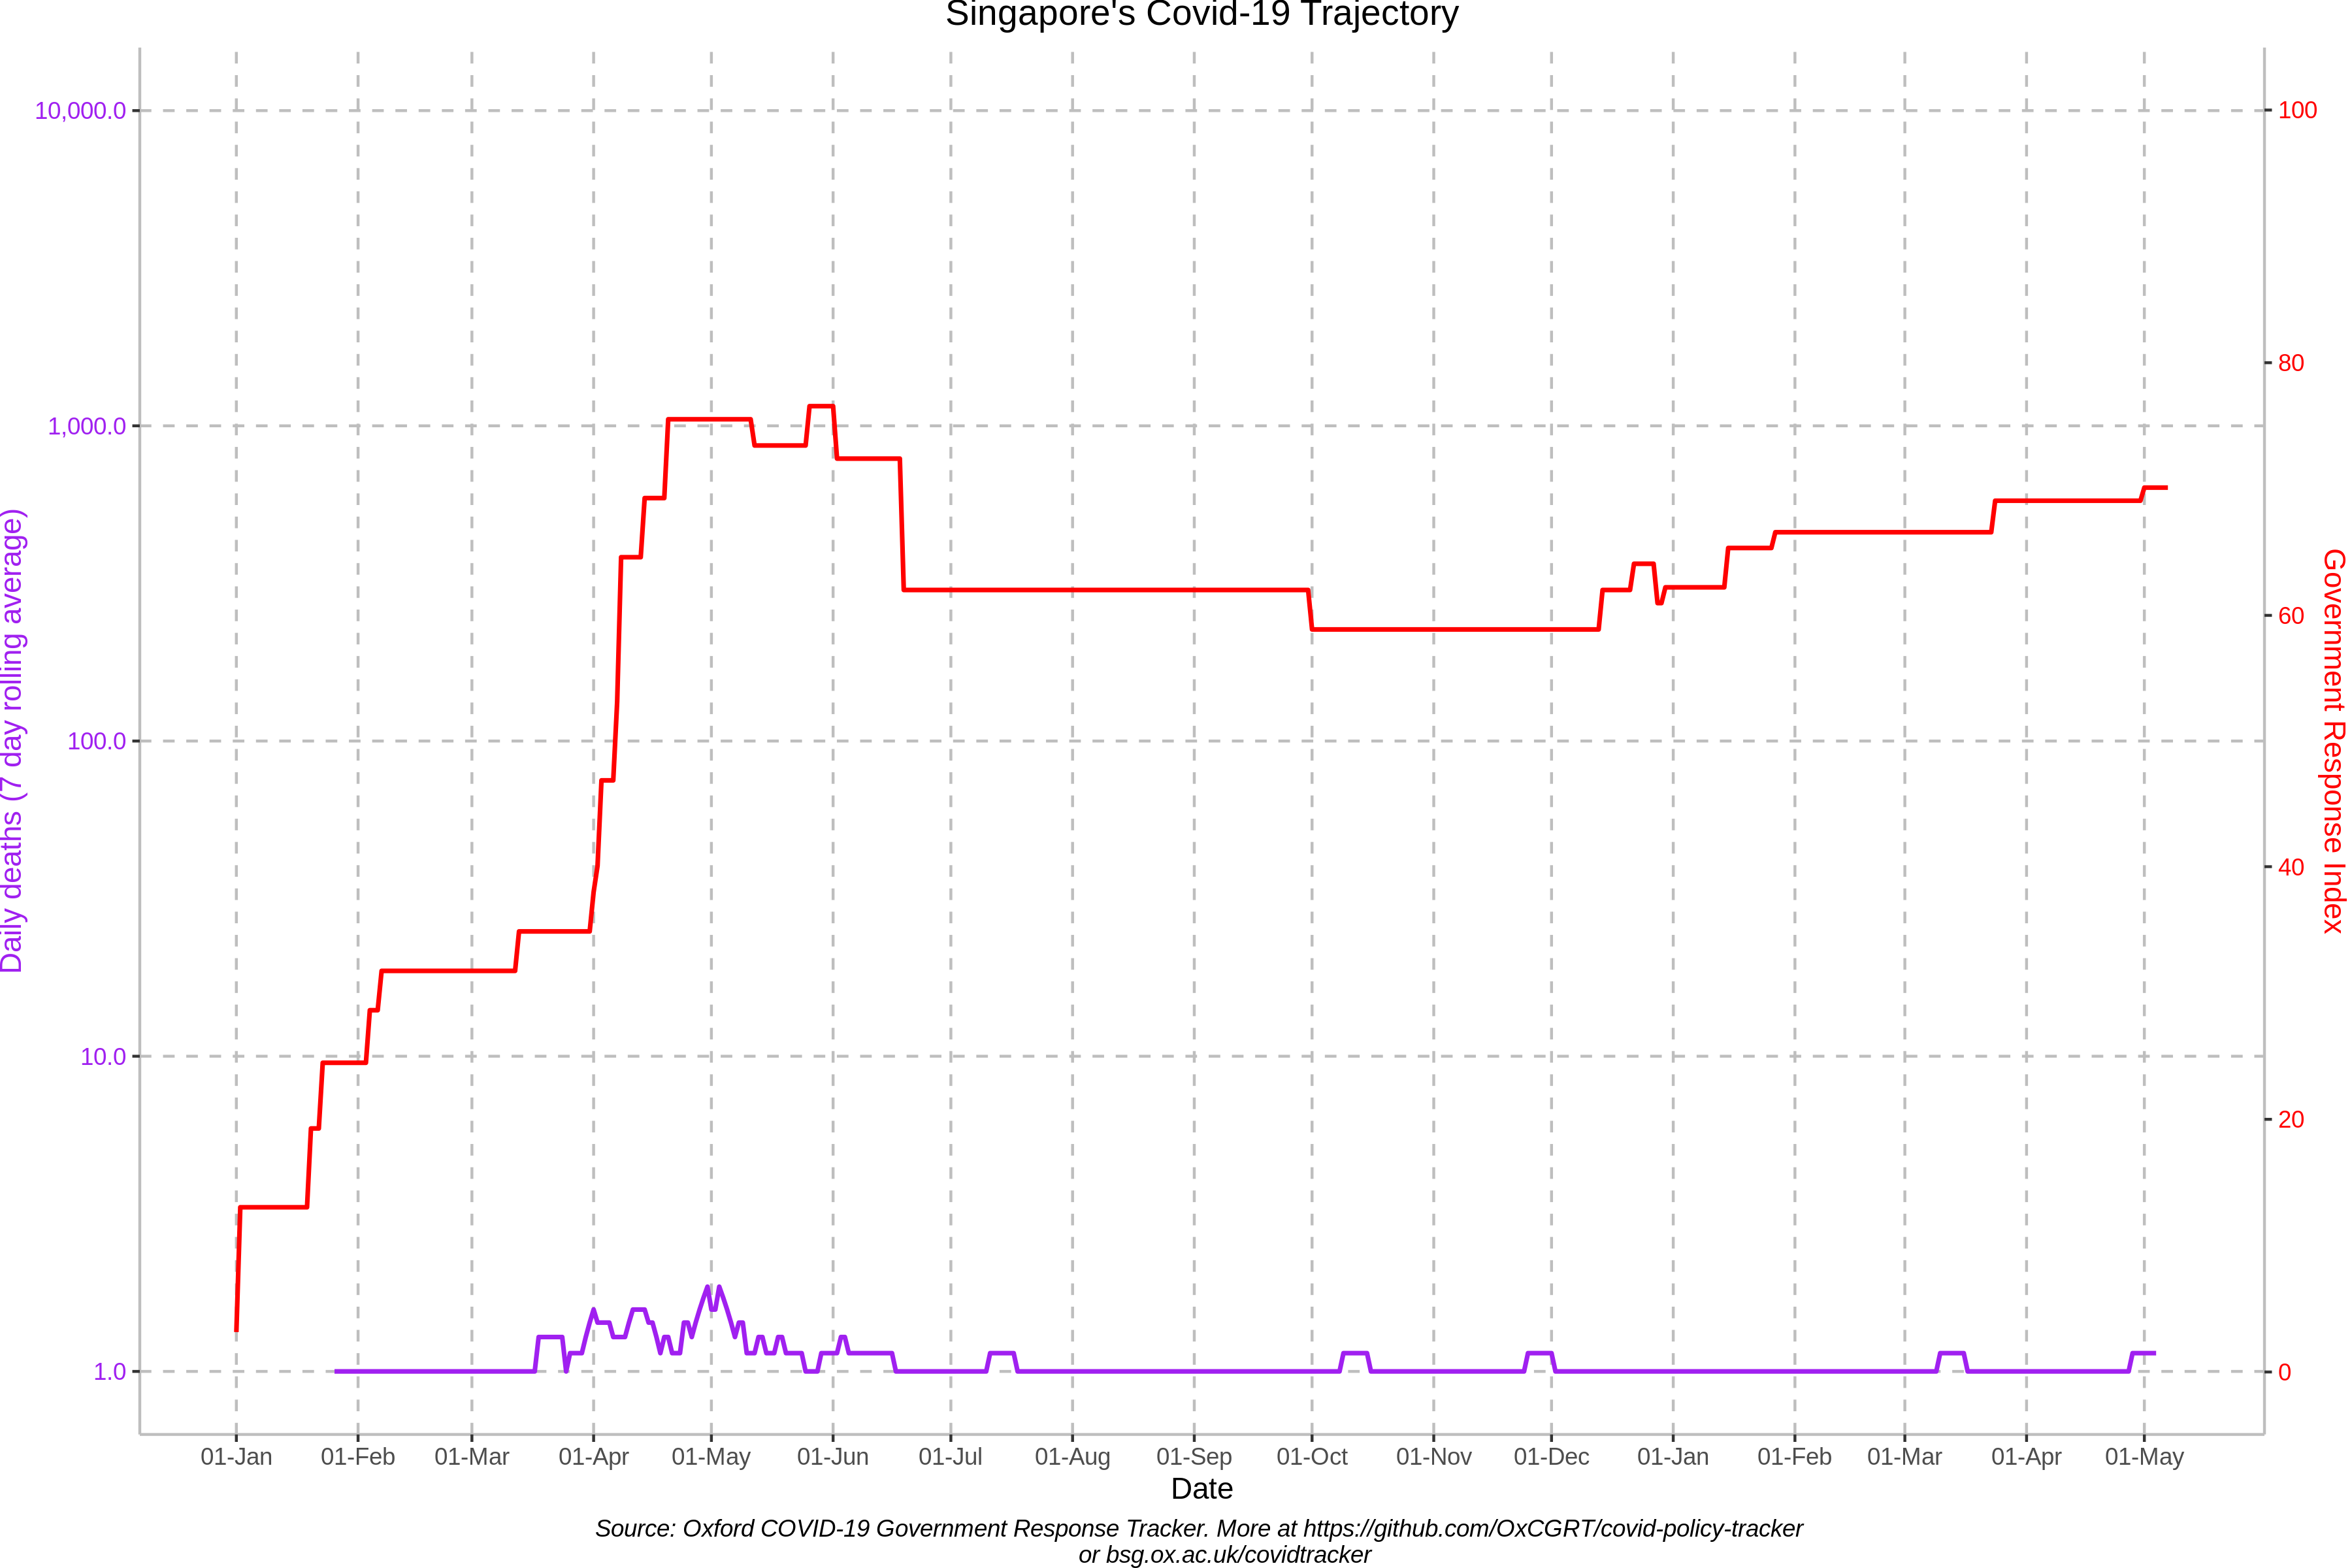 Singapore's Covid-19 Trajectory
10,000.0
1,000.0
100.0
10.0
1.0
Daily deaths (7 day rolling average)
100
80
60
40
20
0
Government Response Index
01-Jan 01-Feb 01-Mar 01-Apr 01-May 01-Jun 01-Jul 01-Aug 01-Sep 01-Oct 01-Nov 01-Dec 01-Jan 01-Feb 01-Mar 01-Apr 01-May
Date
Source: Oxford COVID-19 Government Response Tracker. More at https://github.com/OxCGRT/covid-policy-tracker
or bsg.ox.ac.uk/covidtracker